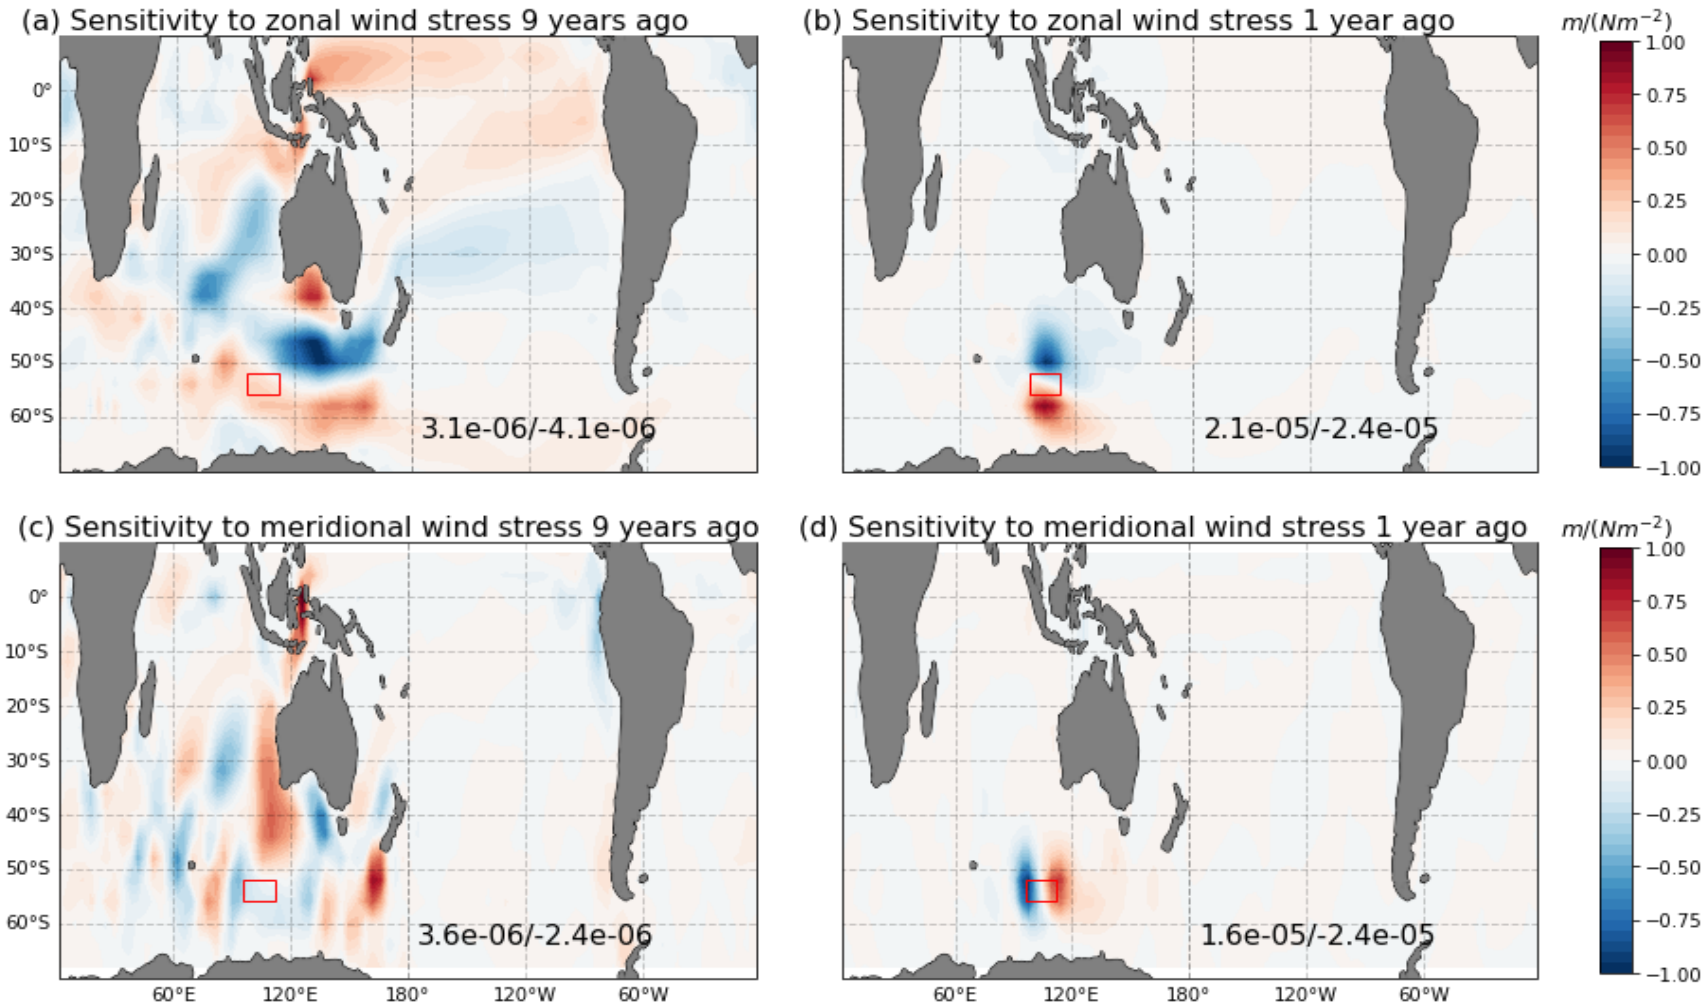 (a) Sensitivity to zonal wind stress 9 years ago
(b) Sensitivity to zonal wind stress 1 year ago
m/(Nm⁻²)
0°
10°S
20°S
30°S
40°S
50°S
60°S
3.1e-06/-4.1e-06
2.1e-05/-2.4e-05
1.00
0.75
0.50
0.25
0.00
−0.25
−0.50
−0.75
−1.00
(c) Sensitivity to meridional wind stress 9 years ago
(d) Sensitivity to meridional wind stress 1 year ago
m/(Nm⁻²)
0°
10°S
20°S
30°S
40°S
50°S
60°S
3.6e-06/-2.4e-06
1.6e-05/-2.4e-05
1.00
0.75
0.50
0.25
0.00
−0.25
−0.50
−0.75
−1.00
60°E 120°E 180° 120°W 60°W
60°E 120°E 180° 120°W 60°W